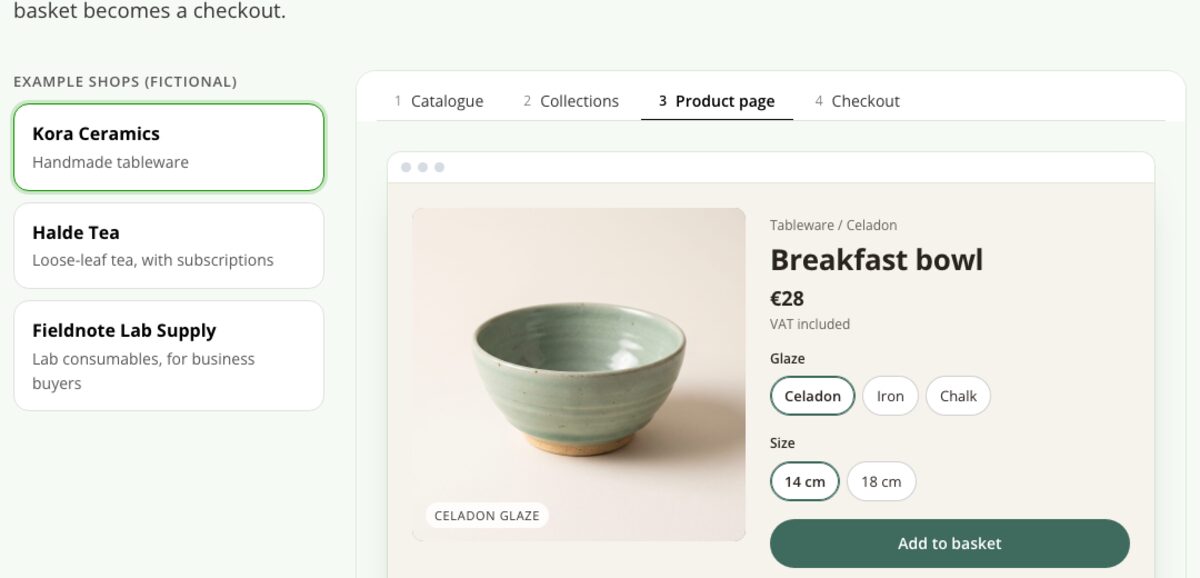 basket becomes a checkout.
EXAMPLE SHOPS (FICTIONAL)
Kora Ceramics
Handmade tableware
Halde Tea
Loose-leaf tea, with subscriptions
Fieldnote Lab Supply
Lab consumables, for business
buyers
1 Catalogue
2 Collections
3 Product page
4 Checkout
CELADON GLAZE
Tableware / Celadon
Breakfast bowl
€28
VAT included
Glaze
Celadon
Iron
Chalk
Size
14 cm
18 cm
Add to basket